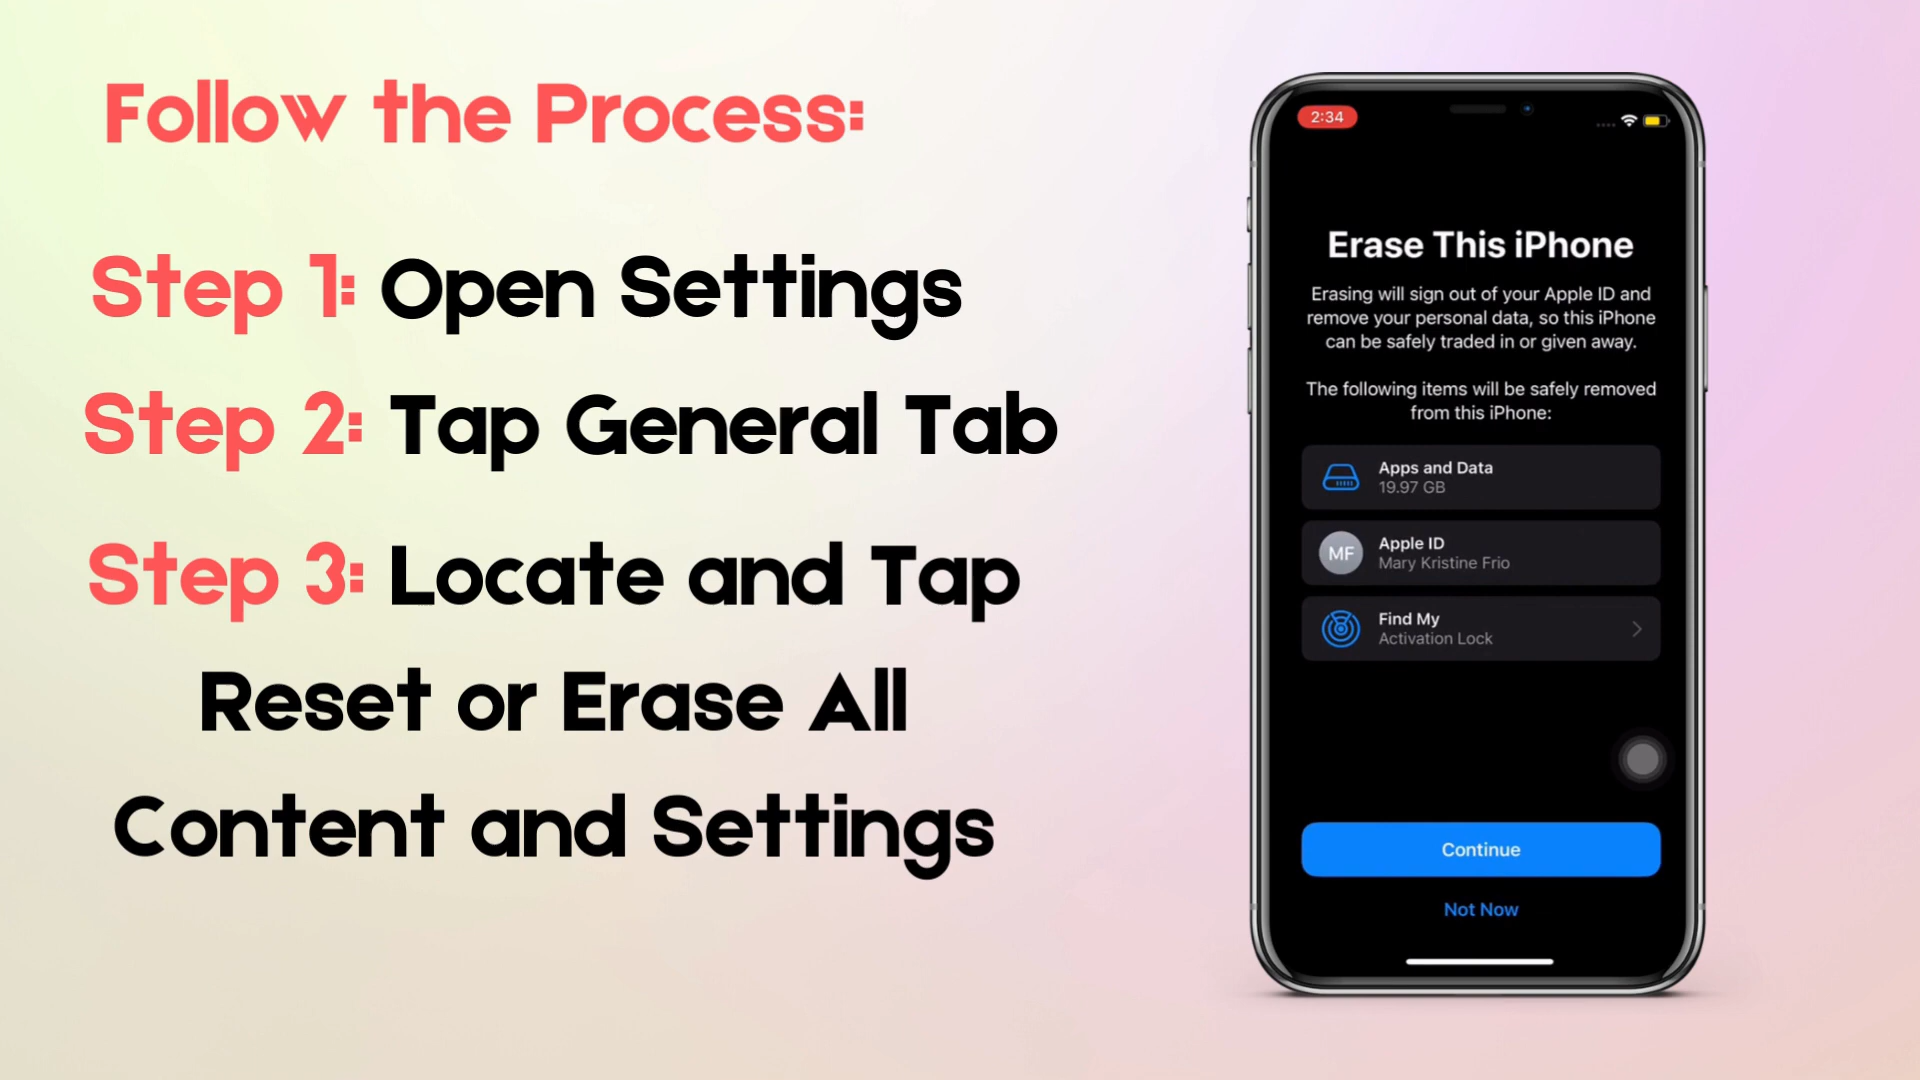 Follow the Process:
Step 1: Open Settings
Step 2: Tap General Tab
Step 3: Locate and Tap
Reset or Erase All
Content and Settings
2:34
Erase This iPhone
Erasing will sign out of your Apple ID and
remove your personal data, so this iPhone
can be safely traded in or given away.
The following items will be safely removed
from this iPhone:
Apps and Data
19.97 GB
MF
Apple ID
Mary Kristine Frio
Find My
Activation Lock
Continue
Not Now